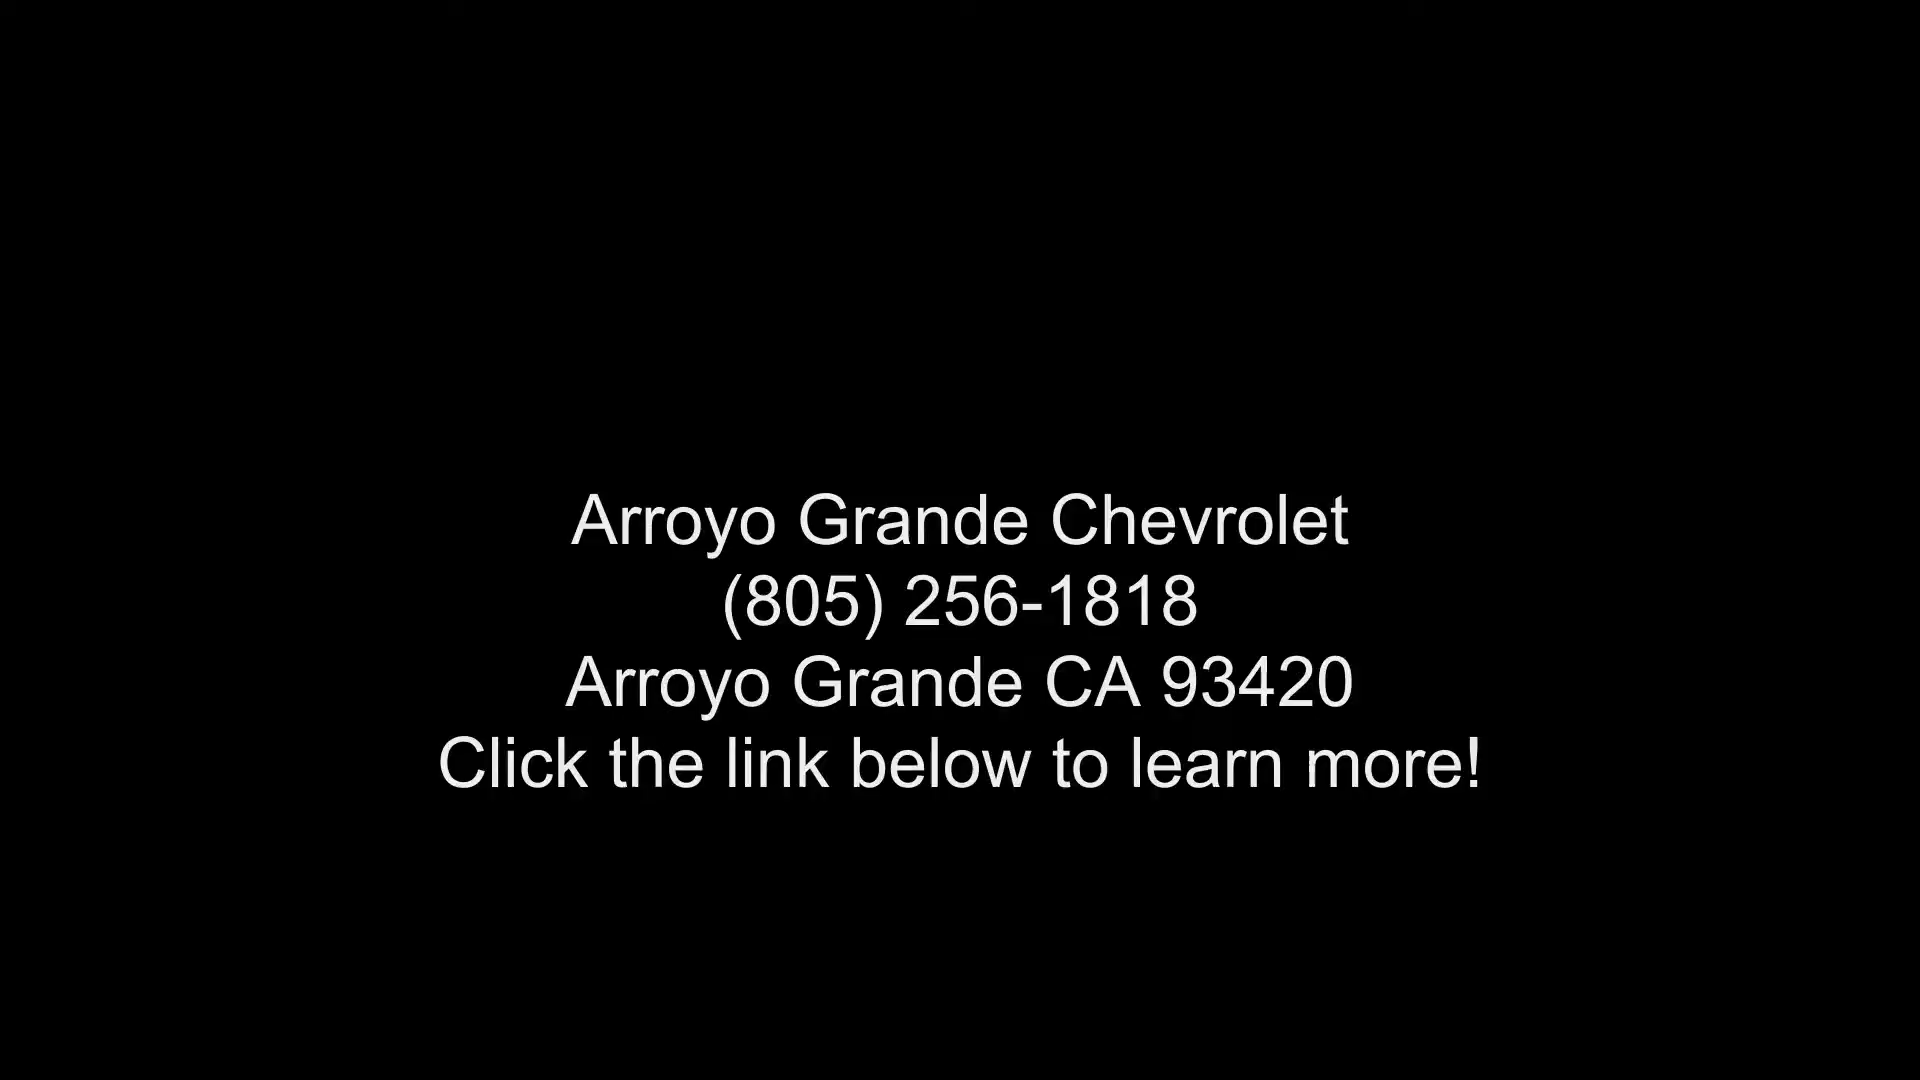 Arroyo Grande Chevrolet
(805) 256-1818
Arroyo Grande CA 93420
Click the link below to learn more!